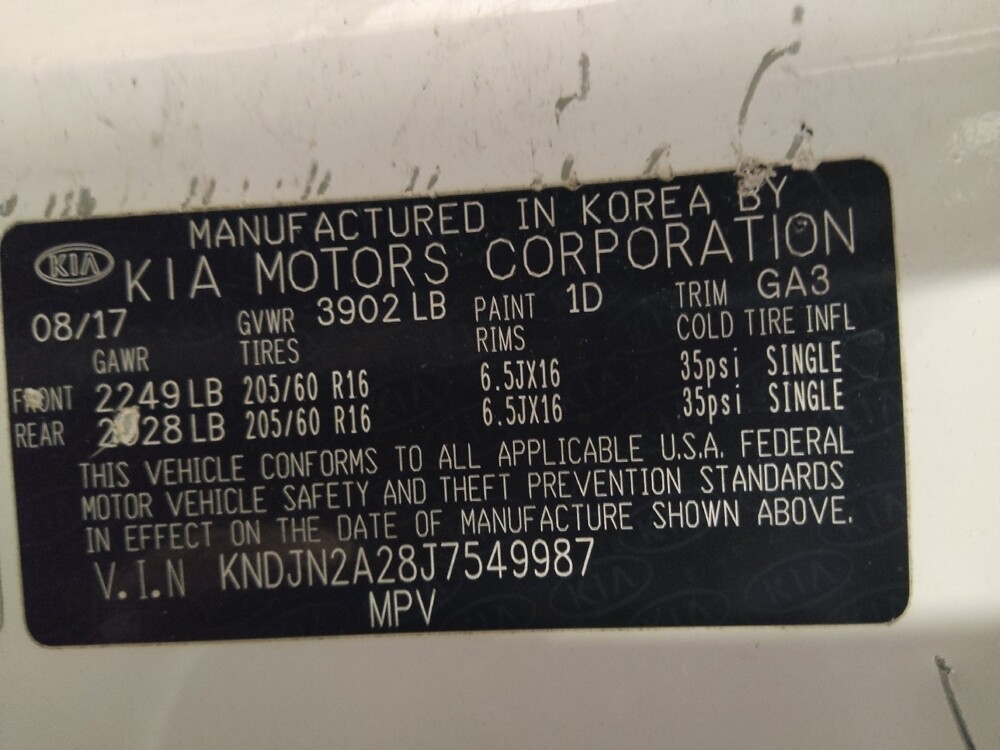 MANUFACTURED IN KOREA BY
KIA KIA MOTORS CORPORATION
08/17 GVWR 3902 LB PAINT 1D TRIM GA3
GAWR TIRES RIMS COLD TIRE INFL
FRONT 2249 LB 205/60 R16 6.5JX16 35psi SINGLE
REAR 2028 LB 205/60 R16 6.5JX16 35psi SINGLE
THIS VEHICLE CONFORMS TO ALL APPLICABLE U.S.A. FEDERAL
MOTOR VEHICLE SAFETY AND THEFT PREVENTION STANDARDS
IN EFFECT ON THE DATE OF MANUFACTURE SHOWN ABOVE.
V.I.N KNDJN2A28J7549987
MPV